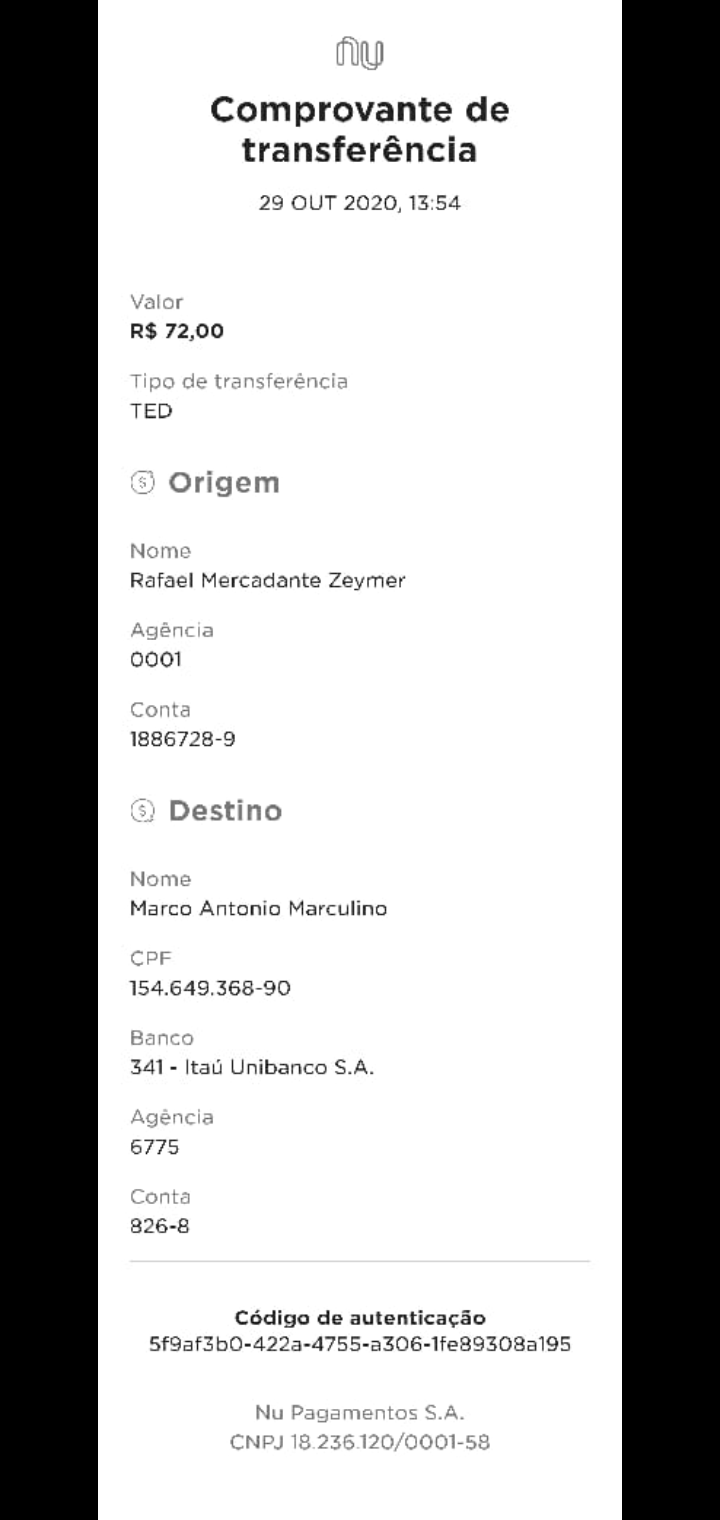 nu
Comprovante de
transferência
29 OUT 2020, 13:54
Valor
R$ 72,00
Tipo de transferência
TED
Origem
Nome
Rafael Mercadante Zeymer
Agência
0001
Conta
1886728-9
Destino
Nome
Marco Antonio Marculino
CPF
154.649.368-90
Banco
341 - Itaú Unibanco S.A.
Agência
6775
Conta
826-8
Código de autenticação
5f9af3b0-422a-4755-a306-1fe89308a195
Nu Pagamentos S.A.
CNPJ 18.236.120/0001-58